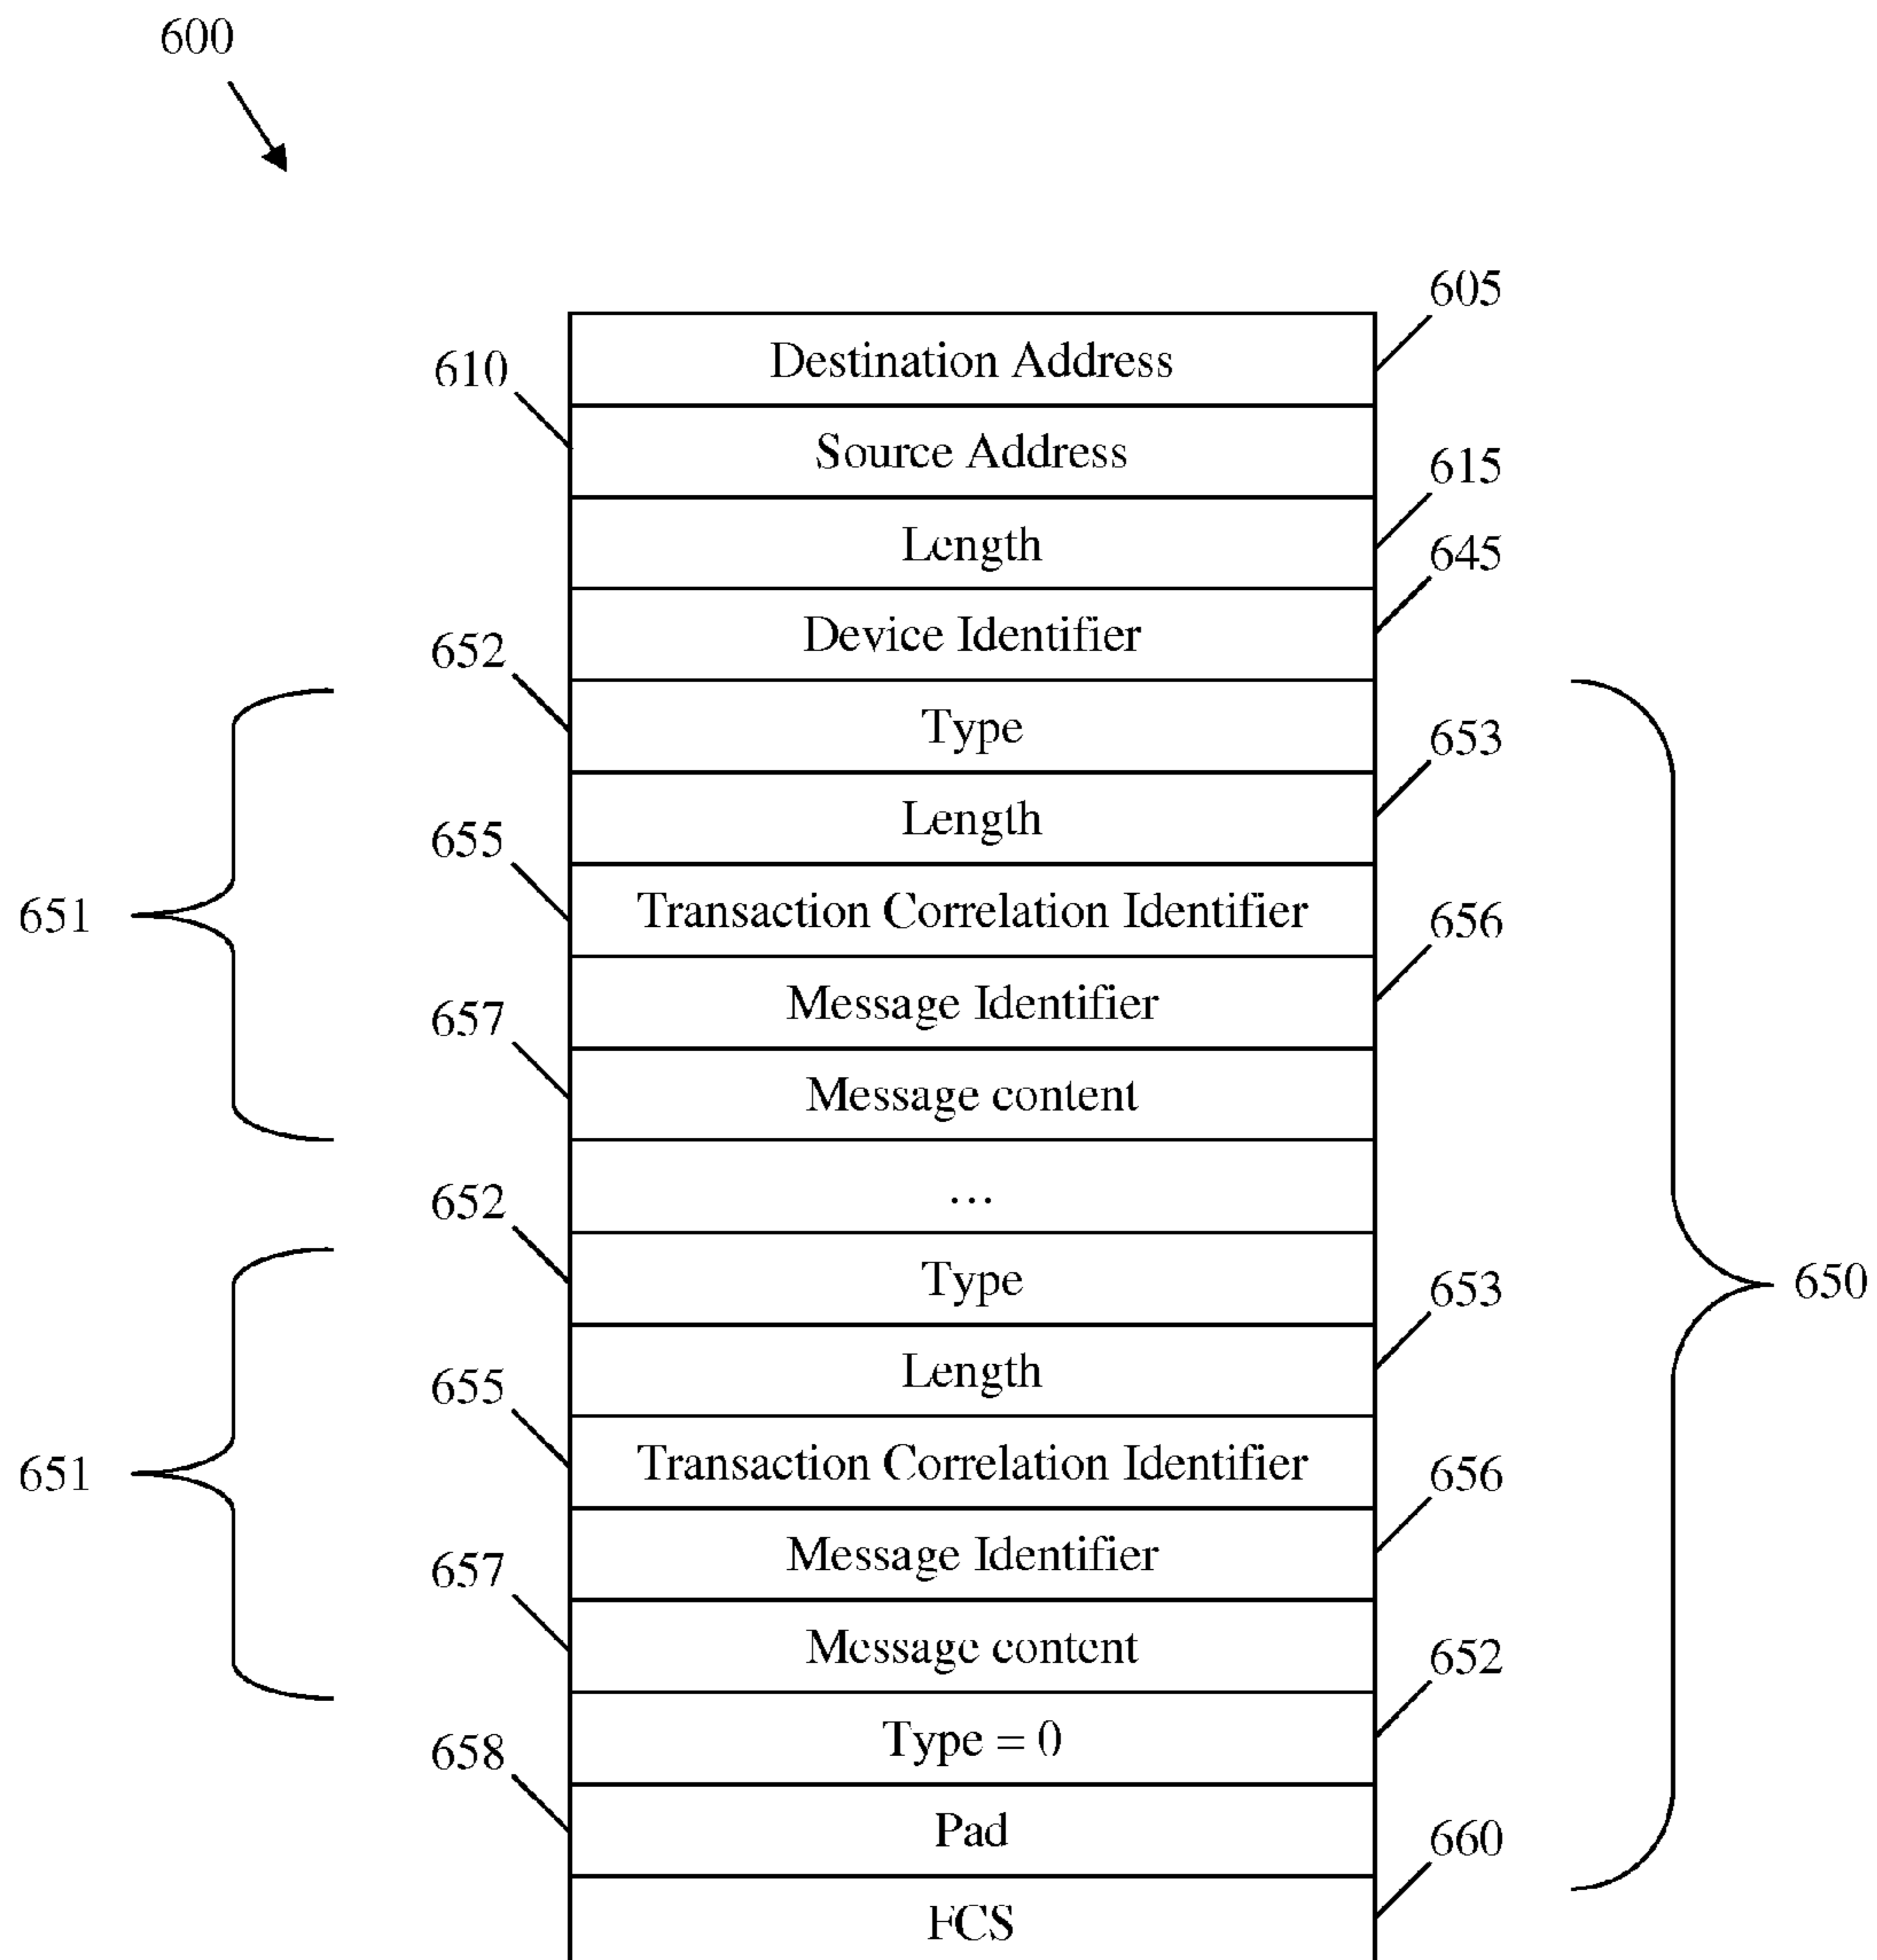 600
605
Destination Address
610
Source Address
615
Length
645
Device Identifier
652
Type
653
Length
655
Transaction Correlation Identifier
651
656
Message Identifier
657
Message content
...
652
Type
650
653
Length
655
Transaction Correlation Identifier
651
656
Message Identifier
657
Message content
652
Type = 0
658
Pad
660
FCS